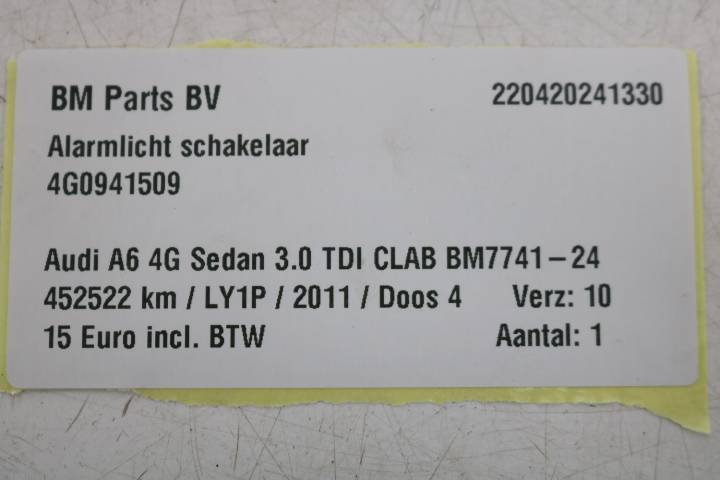 BM Parts BV 220420241330
Alarmlicht schakelaar
4G0941509
Audi A6 4G Sedan 3.0 TDI CLAB BM7741-24
452522 km / LY1P / 2011 / Doos 4 Verz: 10
15 Euro incl. BTW Aantal: 1